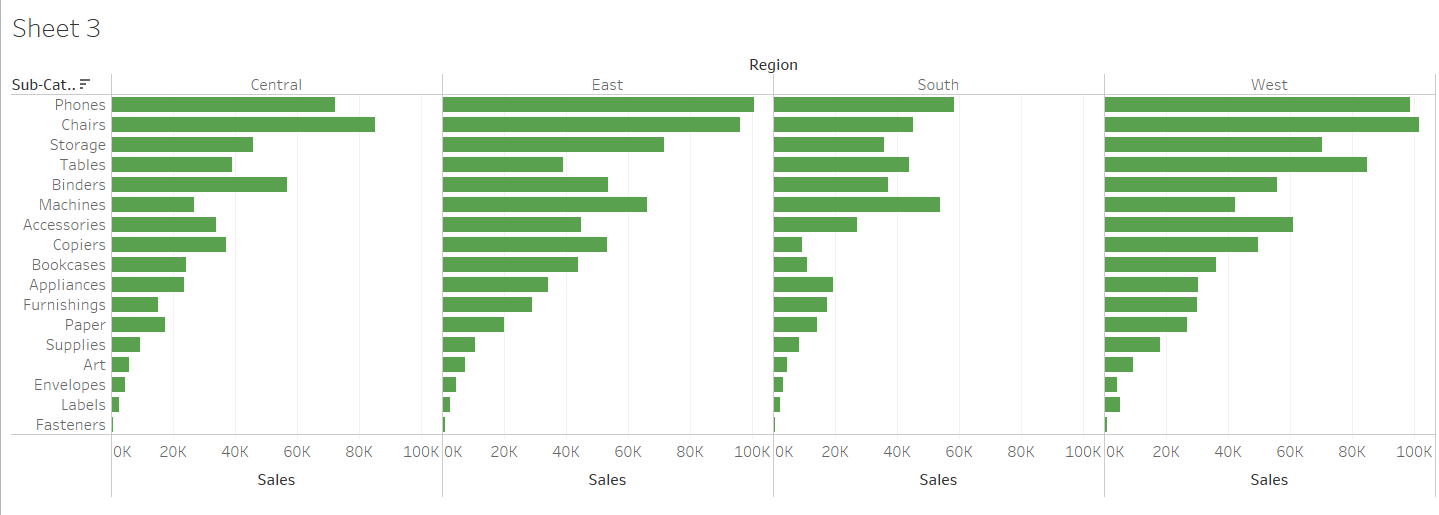 Sheet 3
Region
Sub-Cat.. Central East South West
Phones
Chairs
Storage
Tables
Binders
Machines
Accessories
Copiers
Bookcases
Appliances
Furnishings
Paper
Supplies
Art
Envelopes
Labels
Fasteners
0K 20K 40K 60K 80K 100K 0K 20K 40K 60K 80K 100K 0K 20K 40K 60K 80K 100K 0K 20K 40K 60K 80K 100K
Sales Sales Sales Sales